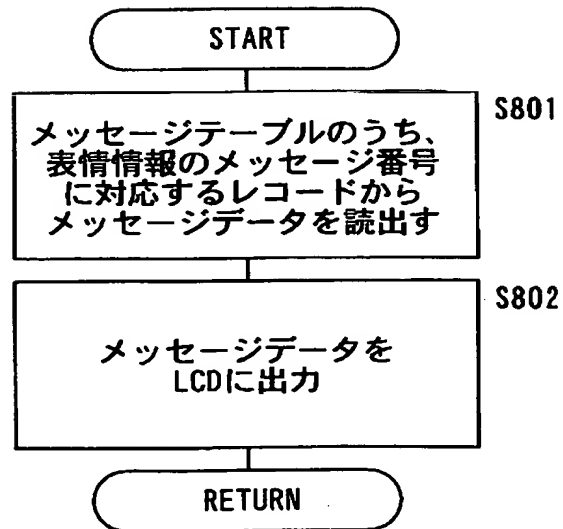 START
S801
メッセージテーブルのうち、
表情情報のメッセージ番号
に対応するレコードから
メッセージデータを読出す
S802
メッセージデータを
LCDに出力
RETURN